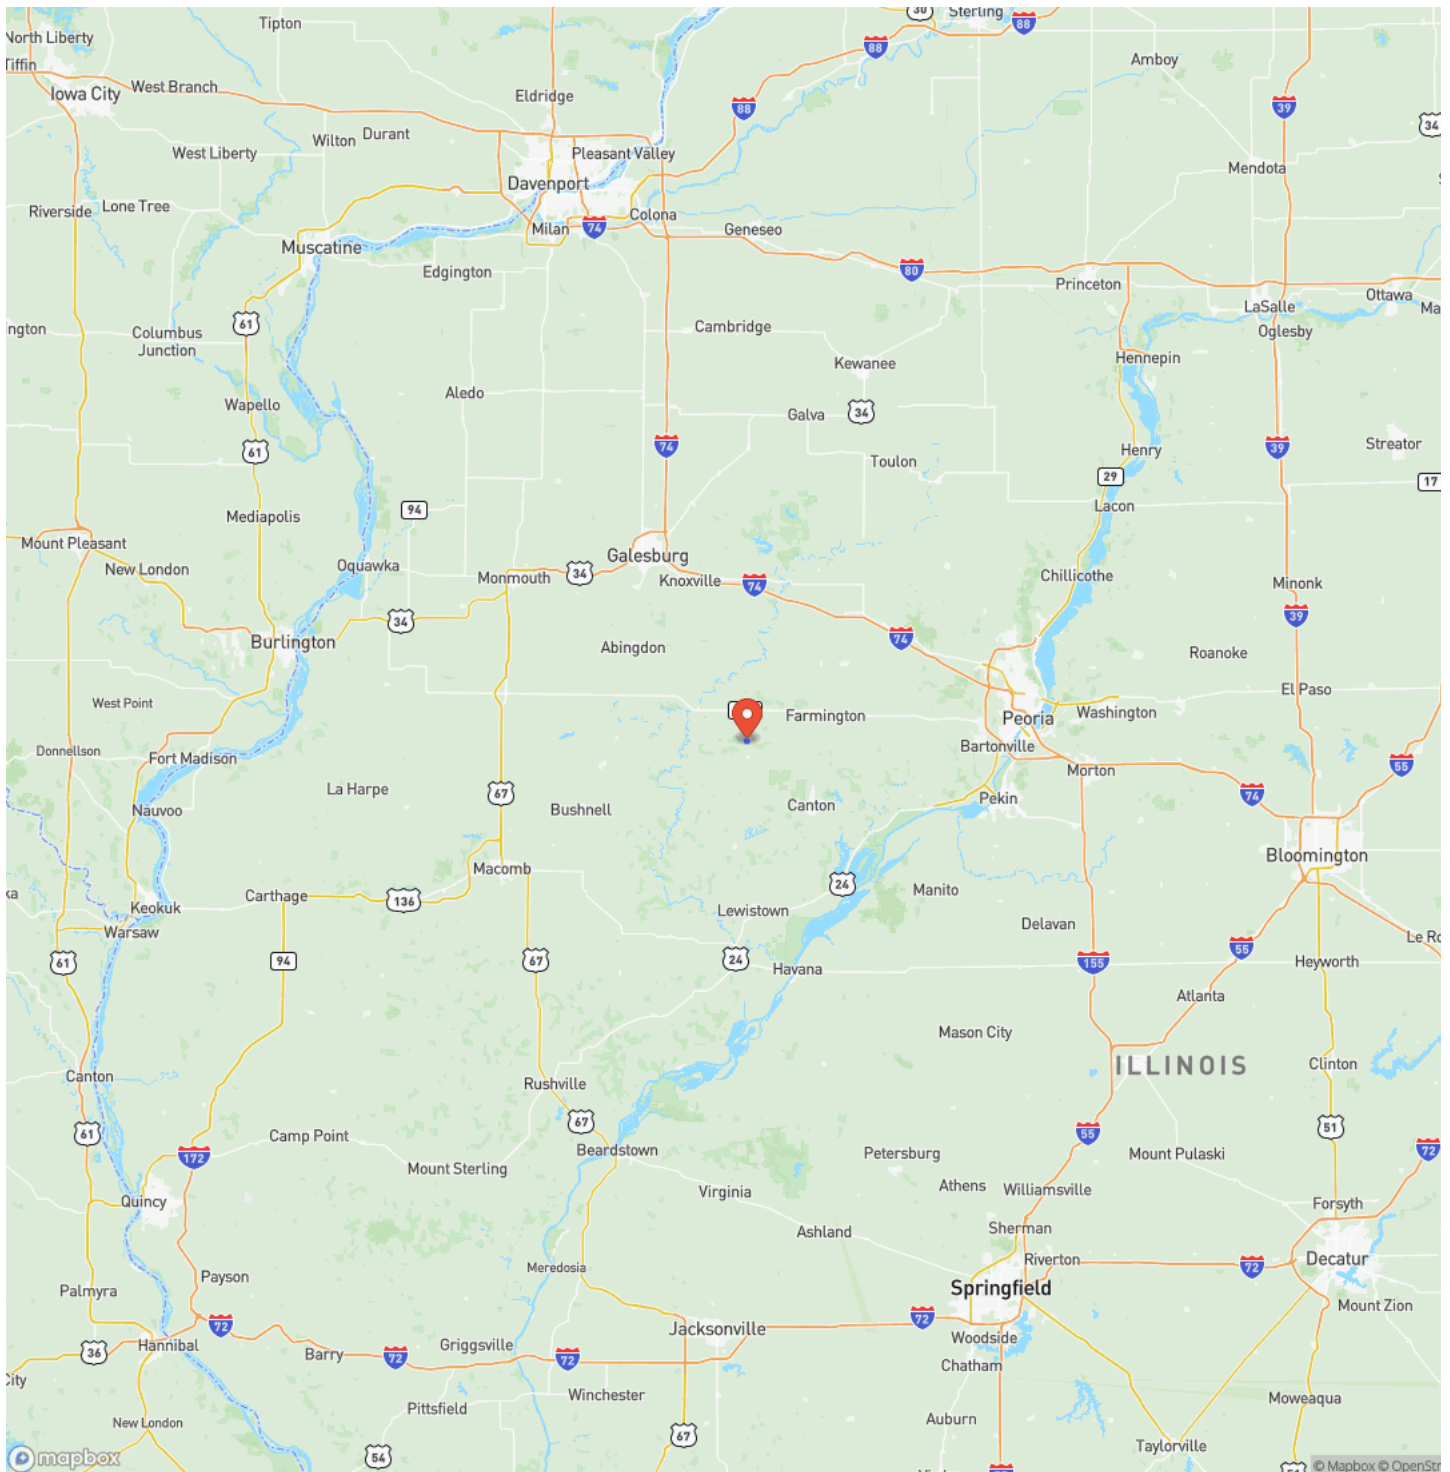 30
Sterling
88
Tipton
North Liberty
88
Amboy
Tiffin
West Branch
Iowa City
Eldridge
88
39
34
Durant
Wilton
West Liberty
Pleasant Valley
Mendota
Davenport
Riverside
Lone Tree
Colona
Milan
74
Geneseo
Muscatine
Edgington
80
Princeton
Ottawa
LaSalle
Ma
61
ngton
Columbus
Junction
Cambridge
Oglesby
Hennepin
Kewanee
Aledo
Wapello
Galva
34
61
74
Henry
39
Streator
Toulon
29
17
94
Lacon
Mediapolis
Mount Pleasant
Galesburg
New London
Oquawka
Monmouth
34
Knoxville
74
Chillicothe
Minonk
34
39
Burlington
74
Abingdon
Roanoke
West Point
El Paso
Farmington
Peoria
Washington
Donnellson
Fort Madison
Bartonville
Morton
55
La Harpe
67
74
Nauvoo
Bushnell
Canton
Pekin
Bloomington
Macomb
24
Manito
ka
Carthage
136
Keokuk
Lewistown
Delavan
Warsaw
Le Ro
61
94
67
24
Havana
155
55
Heyworth
Atlanta
Mason City
ILLINOIS
Clinton
Canton
Rushville
61
67
55
51
Camp Point
172
Beardstown
Petersburg
Mount Pulaski
72
Mount Sterling
Quincy
Virginia
Athens
Williamsville
Forsyth
Ashland
Sherman
Riverton
72
Decatur
Meredosia
Payson
Palmyra
Springfield
Mount Zion
72
Jacksonville
72
Hannibal
Griggsville
Woodside
36
Barry
72
72
Chatham
City
Winchester
Moweaqua
Pittsfield
New London
Auburn
67
Taylorville
54
mapbox
© Mapbox © OpenStr